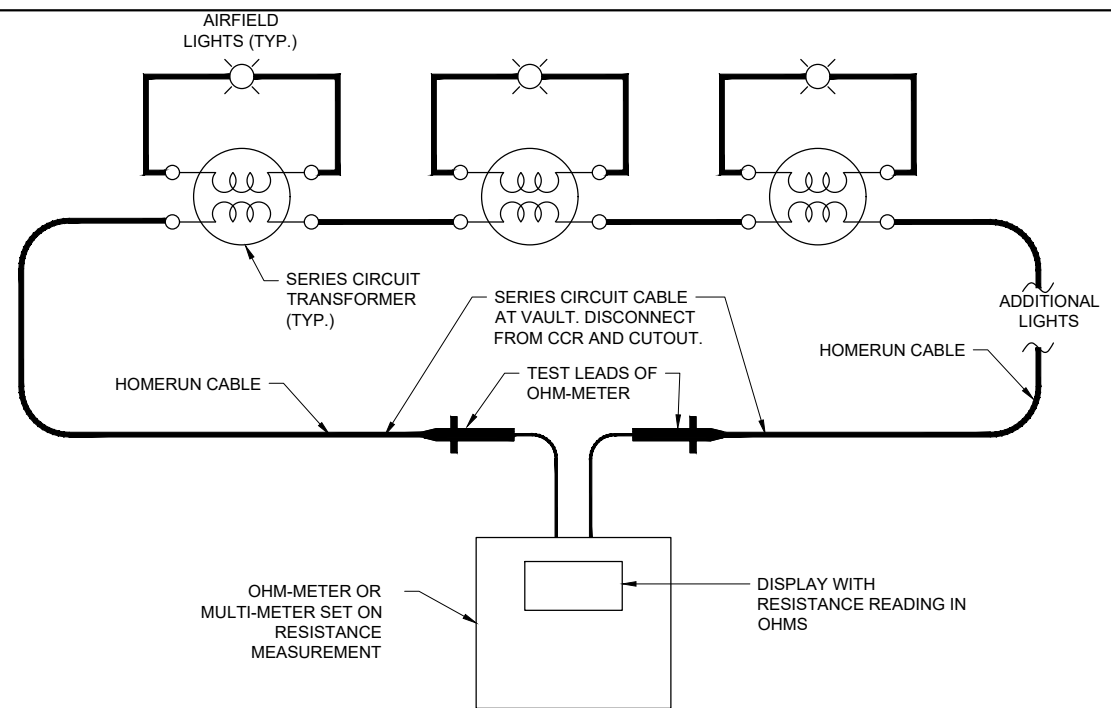 AIRFIELD
LIGHTS (TYP.)
SERIES CIRCUIT
TRANSFORMER
(TYP.)
SERIES CIRCUIT CABLE
AT VAULT. DISCONNECT
FROM CCR AND CUTOUT.
ADDITIONAL
LIGHTS
HOMERUN CABLE
HOMERUN CABLE
TEST LEADS OF
OHM-METER
OHM-METER OR
MULTI-METER SET ON
RESISTANCE
MEASUREMENT
DISPLAY WITH
RESISTANCE READING IN
OHMS